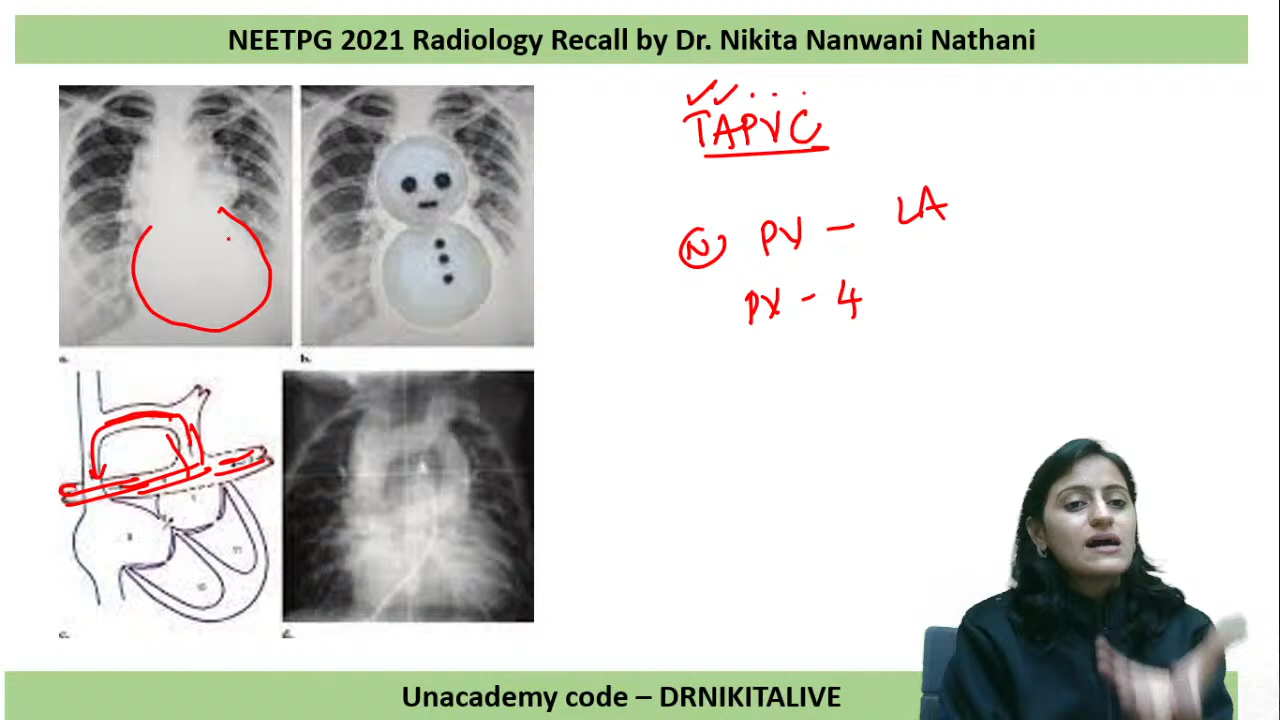 NEETPG 2021 Radiology Recall by Dr. Nikita Nanwani Nathani
TAPVC
N PV – LA
PV – 4
a.
b.
c.
d.
Unacademy code – DRNIKITALIVE